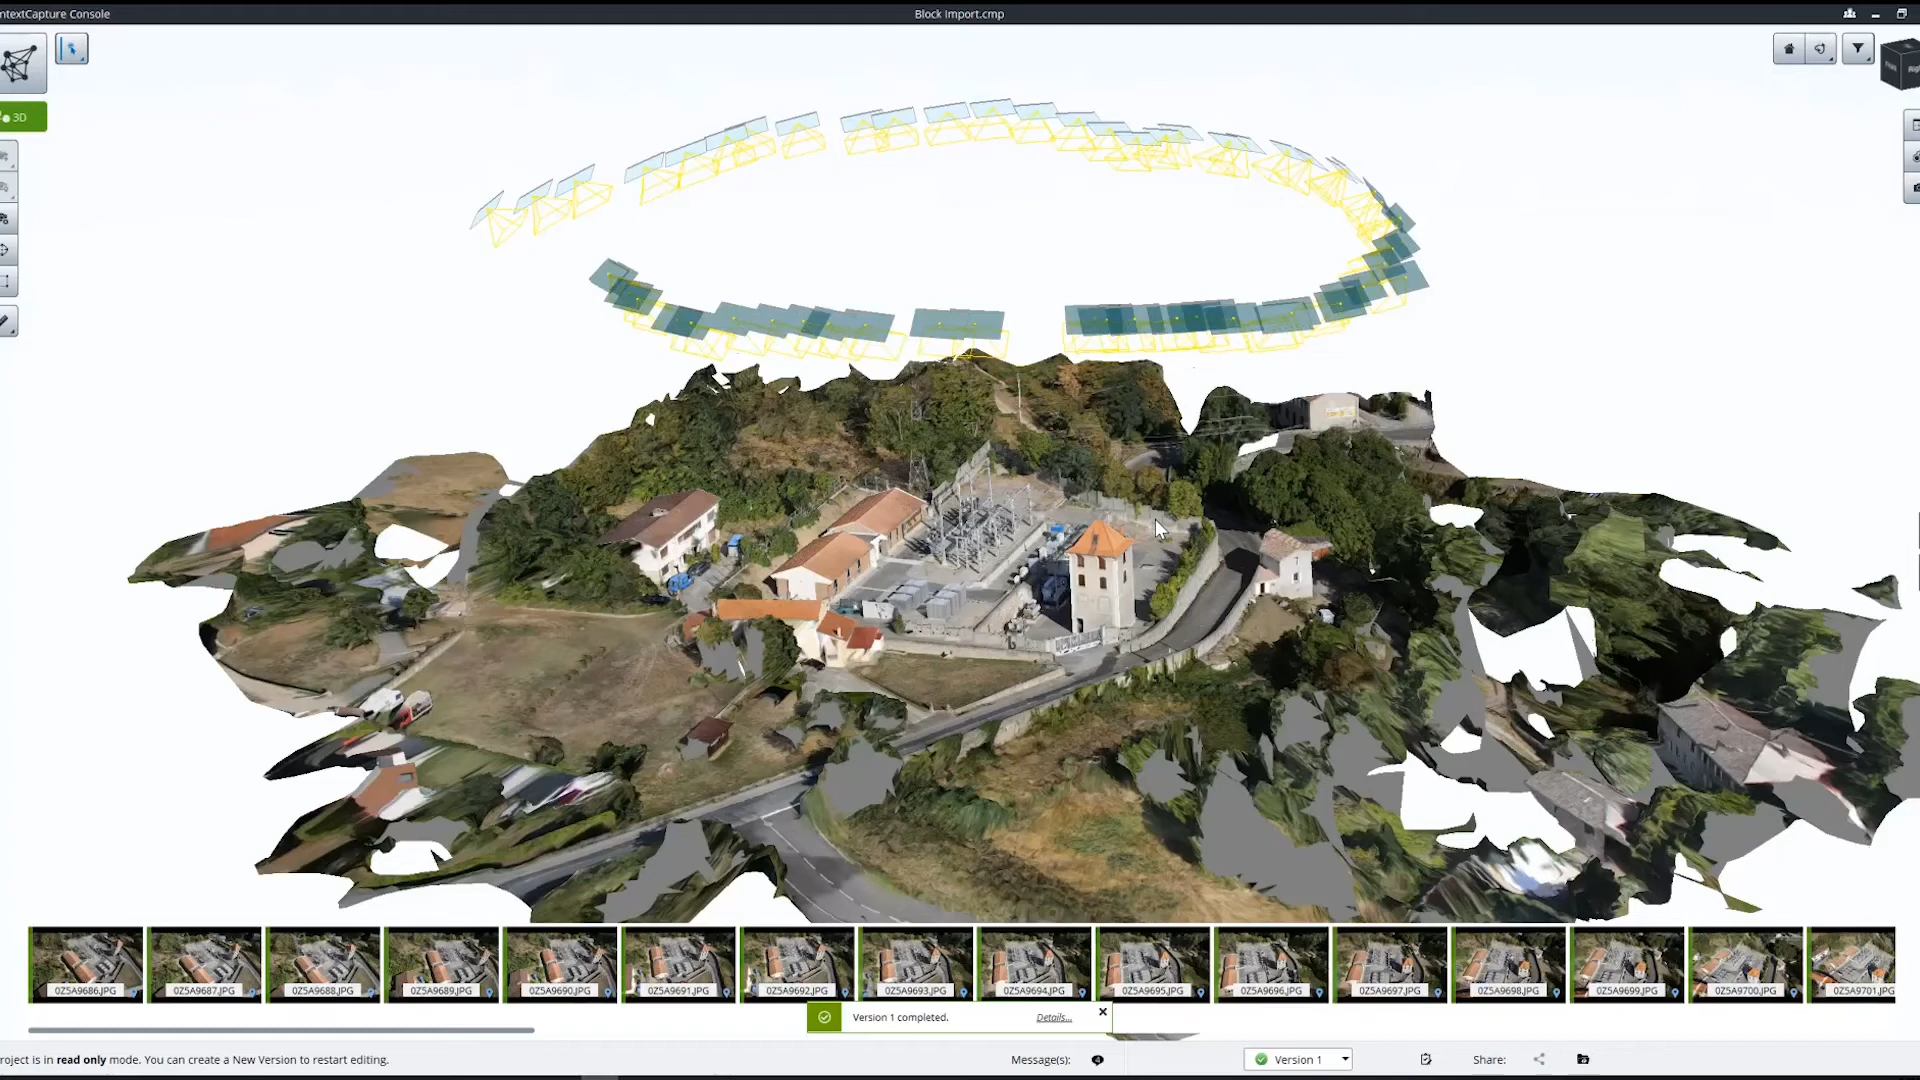 ntextCapture Console
Block Import.cmp
3D
0Z5A9686.JPG
0Z5A9687.JPG
0Z5A9688.JPG
0Z5A9689.JPG
0Z5A9690.JPG
0Z5A9691.JPG
0Z5A9692.JPG
0Z5A9693.JPG
0Z5A9694.JPG
0Z5A9695.JPG
0Z5A9696.JPG
0Z5A9697.JPG
0Z5A9698.JPG
0Z5A9699.JPG
0Z5A9700.JPG
0Z5A9701.JPG
Version 1 completed.
Details...
roject is in read only mode. You can create a New Version to restart editing.
Message(s):
Version 1
Share: